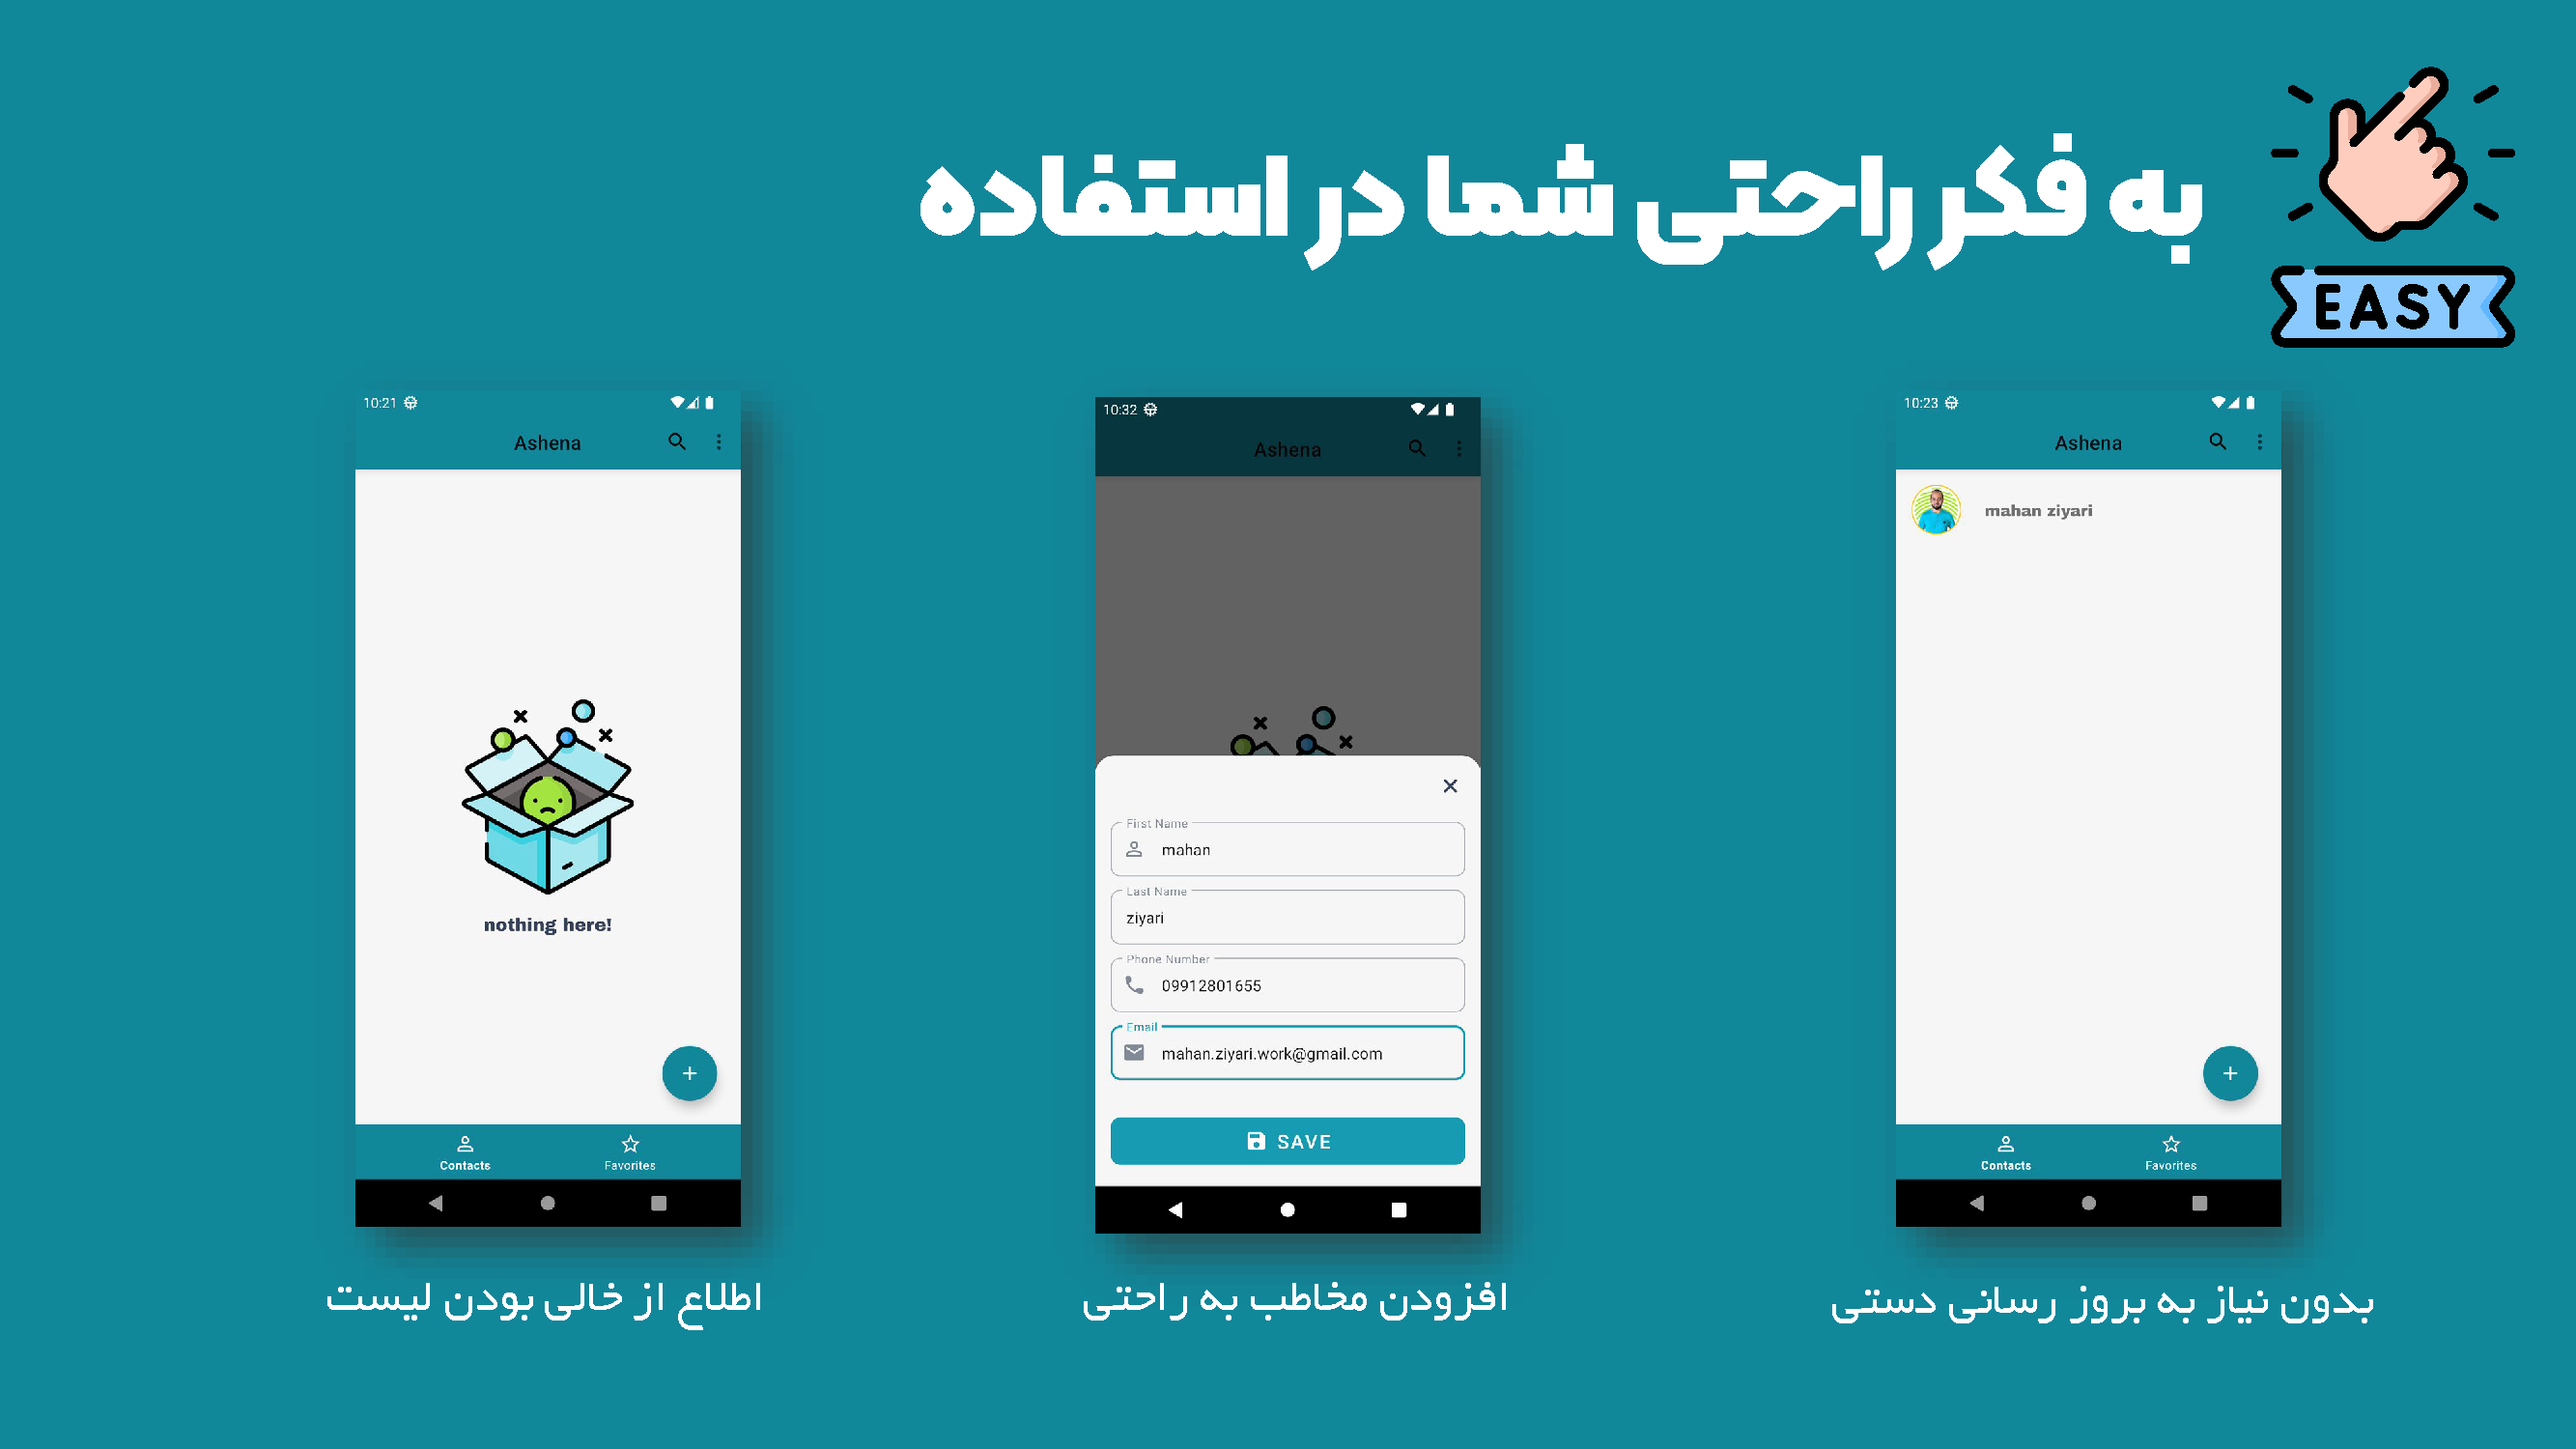 به فکر راحتی شما در استفاده
EASY
10:23
Ashena
mahan ziyari
Contacts
Favorites
بدون نیاز به بروز رسانی دستی
10:32
Ashena
First Name
mahan
Last Name
ziyari
Phone Number
09912801655
Email
mahan.ziyari.work@gmail.com
SAVE
افزودن مخاطب به راحتی
10:21
Ashena
nothing here!
Contacts
Favorites
اطلاع از خالی بودن لیست